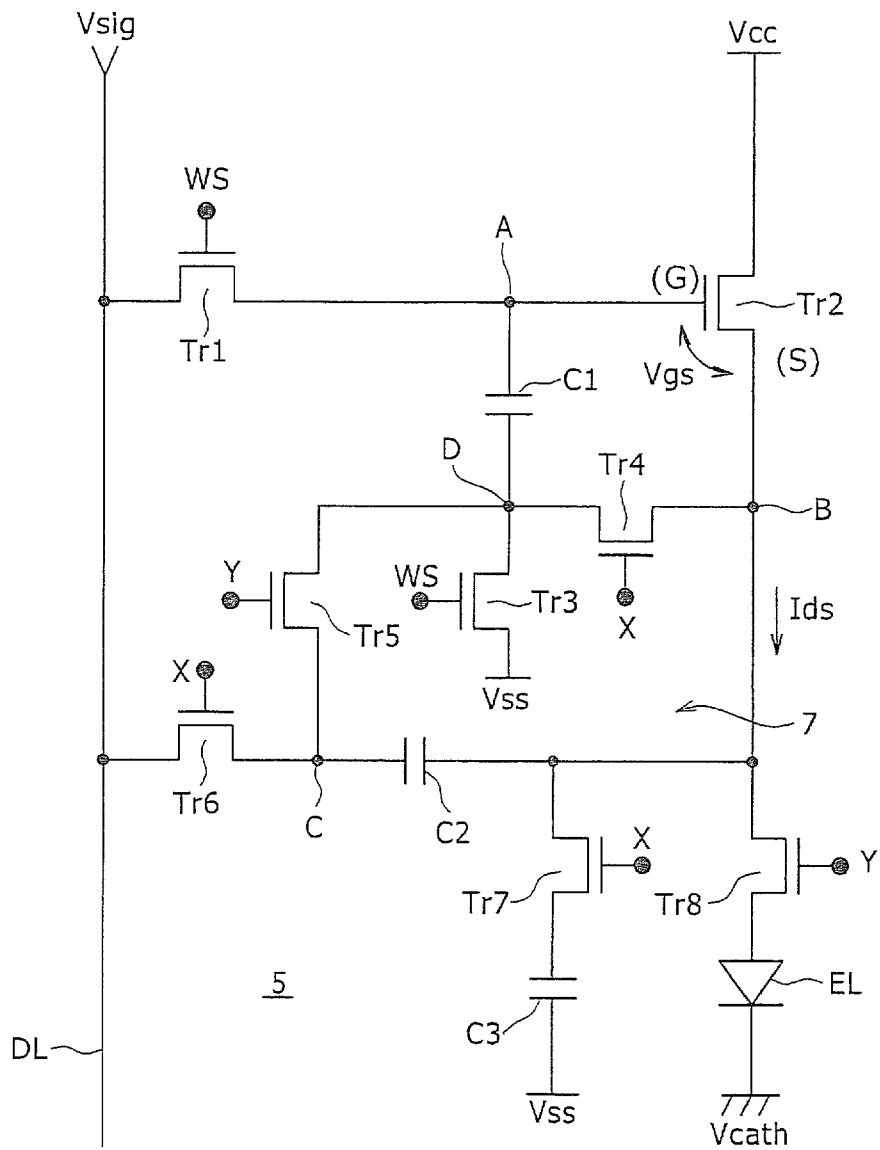 Vsig
Vcc
WS
A
(G)
Tr2
Tr1
Vgs
(S)
C1
D
Tr4
B
Y
WS
Tr3
X
Ids
Tr5
X
Vss
7
Tr6
C
C2
X
Y
Tr7
Tr8
5
EL
C3
DL
Vss
Vcath